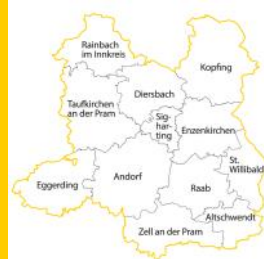 Rainbach
im Innkreis
Kopfing
Diersbach
Taufkirchen
an der Pram
Sig-
har-
ting
Enzenkirchen
St.
Willibald
Eggerding
Andorf
Raab
Altschwendt
Zell an der Pram